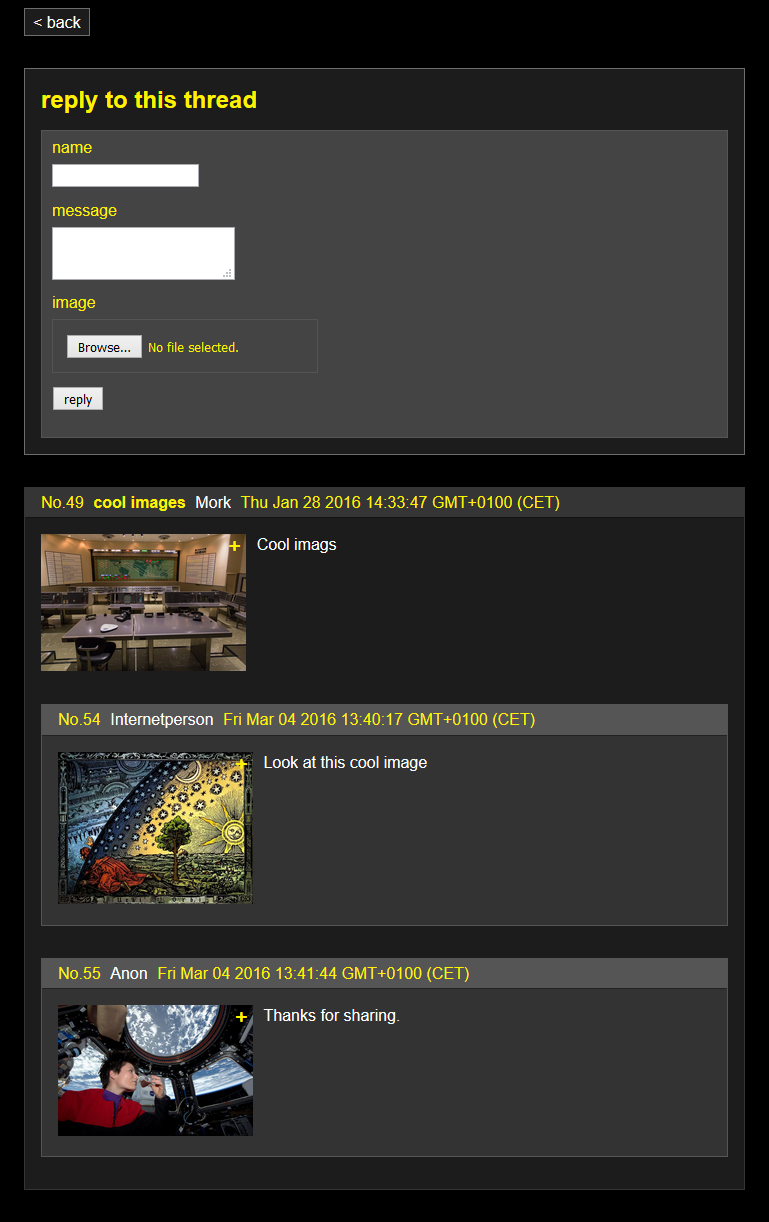 < back
reply to this thread
name
message
image
Browse... No file selected.
reply
No.49 cool images Mork Thu Jan 28 2016 14:33:47 GMT+0100 (CET)
+ Cool imags
No.54 Internetperson Fri Mar 04 2016 13:40:17 GMT+0100 (CET)
+ Look at this cool image
No.55 Anon Fri Mar 04 2016 13:41:44 GMT+0100 (CET)
+ Thanks for sharing.